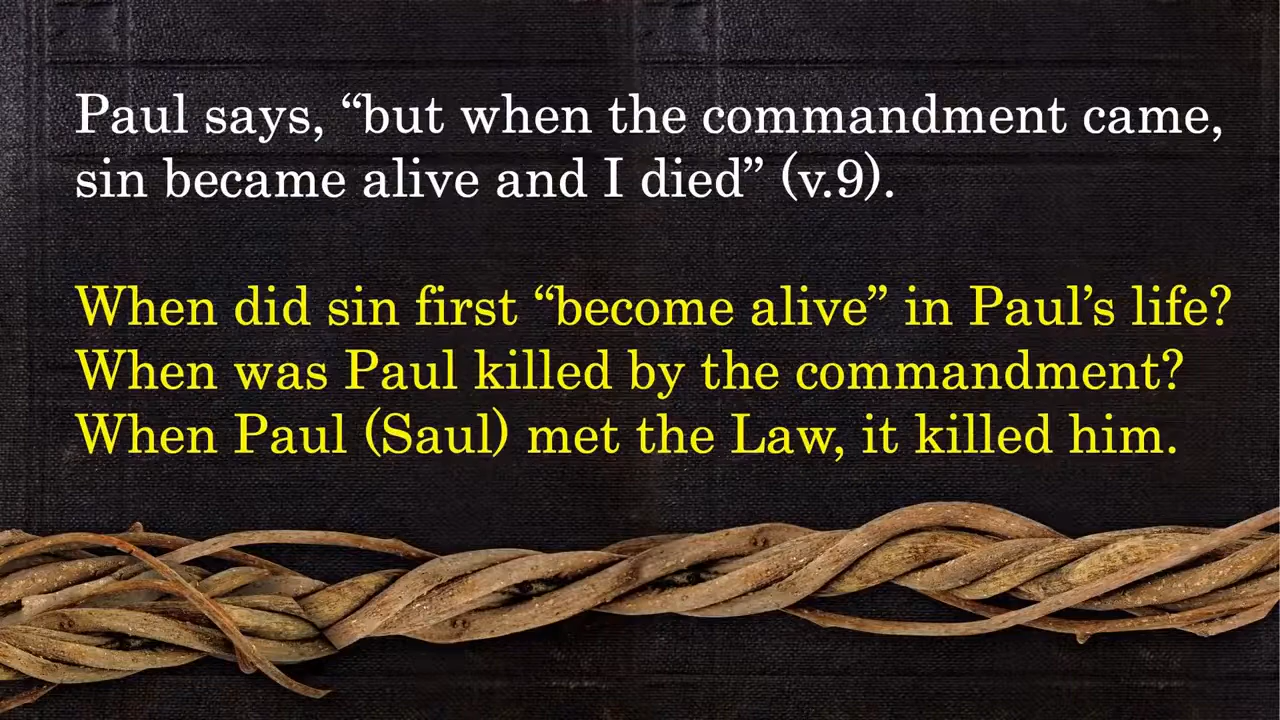 Paul says, “but when the commandment came,
sin became alive and I died” (v.9).
When did sin first “become alive” in Paul’s life?
When was Paul killed by the commandment?
When Paul (Saul) met the Law, it killed him.